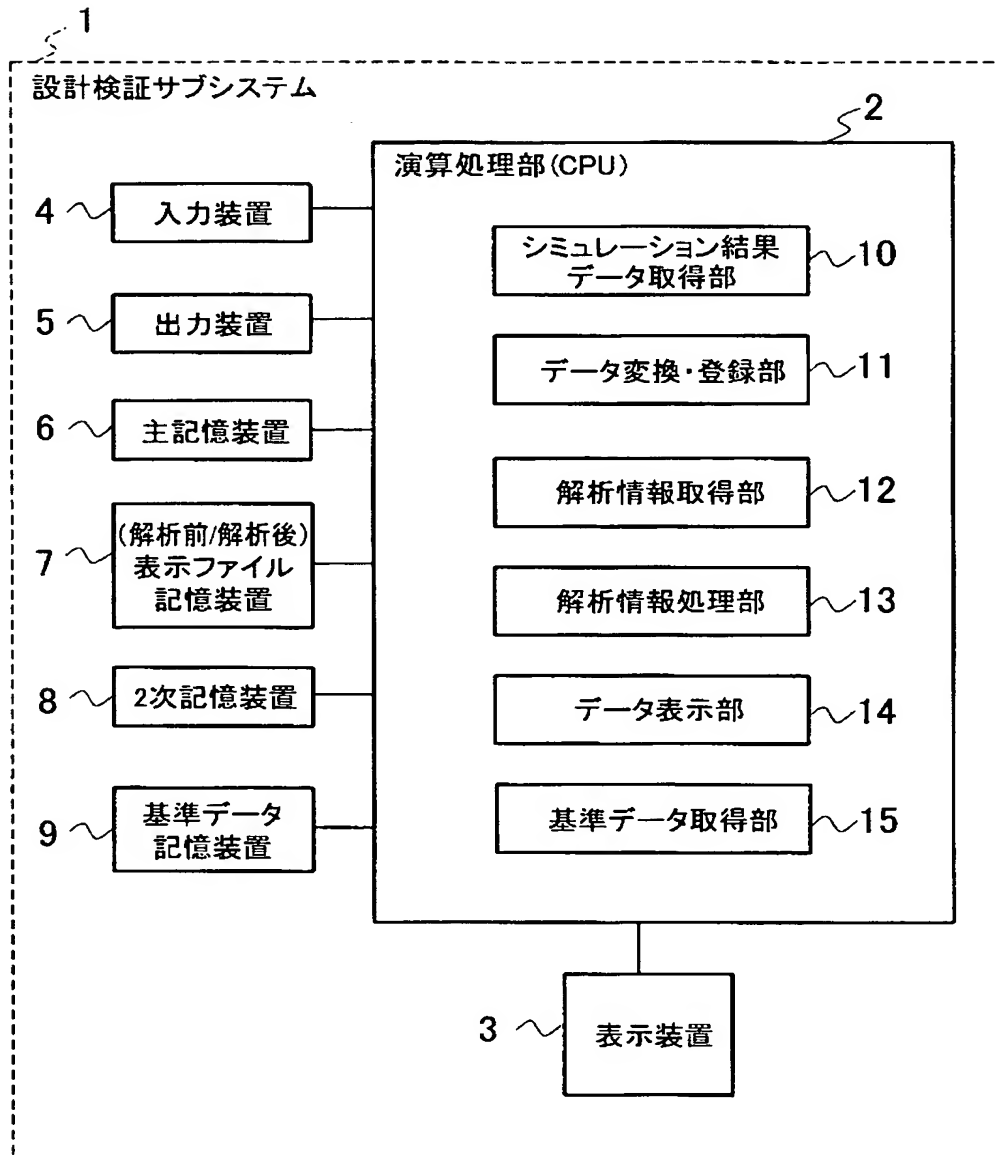 1
設計検証サブシステム
2
演算処理部(CPU)
4
入力装置
シミュレーション結果
データ取得部
10
5
出力装置
データ変換・登録部
11
6
主記憶装置
解析情報取得部
12
7
(解析前/解析後)
表示ファイル
記憶装置
解析情報処理部
13
8
2次記憶装置
データ表示部
14
9
基準データ
記憶装置
基準データ取得部
15
3
表示装置